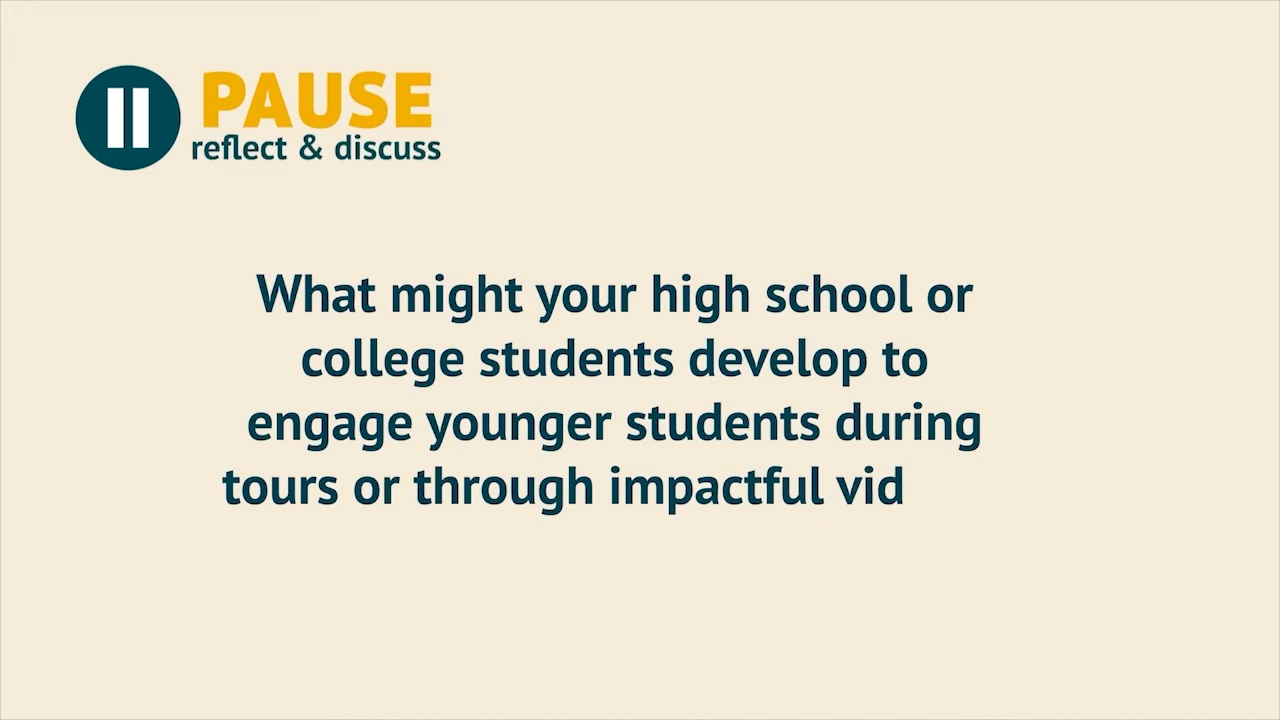 PAUSE
reflect & discuss
What might your high school or
college students develop to
engage younger students during
tours or through impactful vid